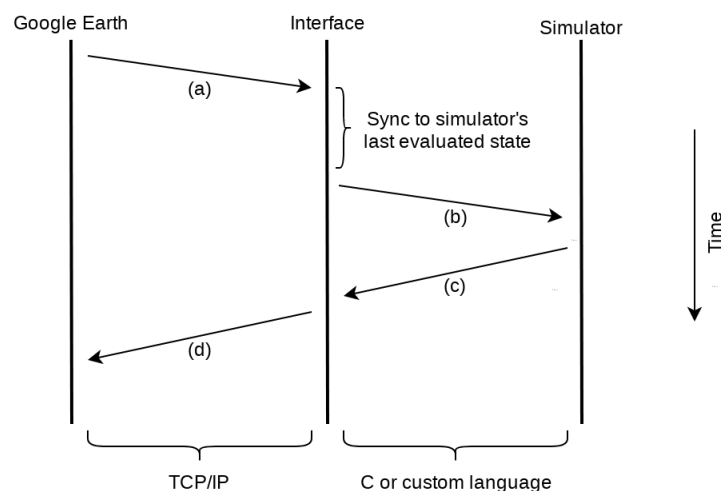 Google Earth
Interface
Simulator
(a)
Sync to simulator's
last evaluated state
(b)
Time
(c)
(d)
TCP/IP
C or custom language